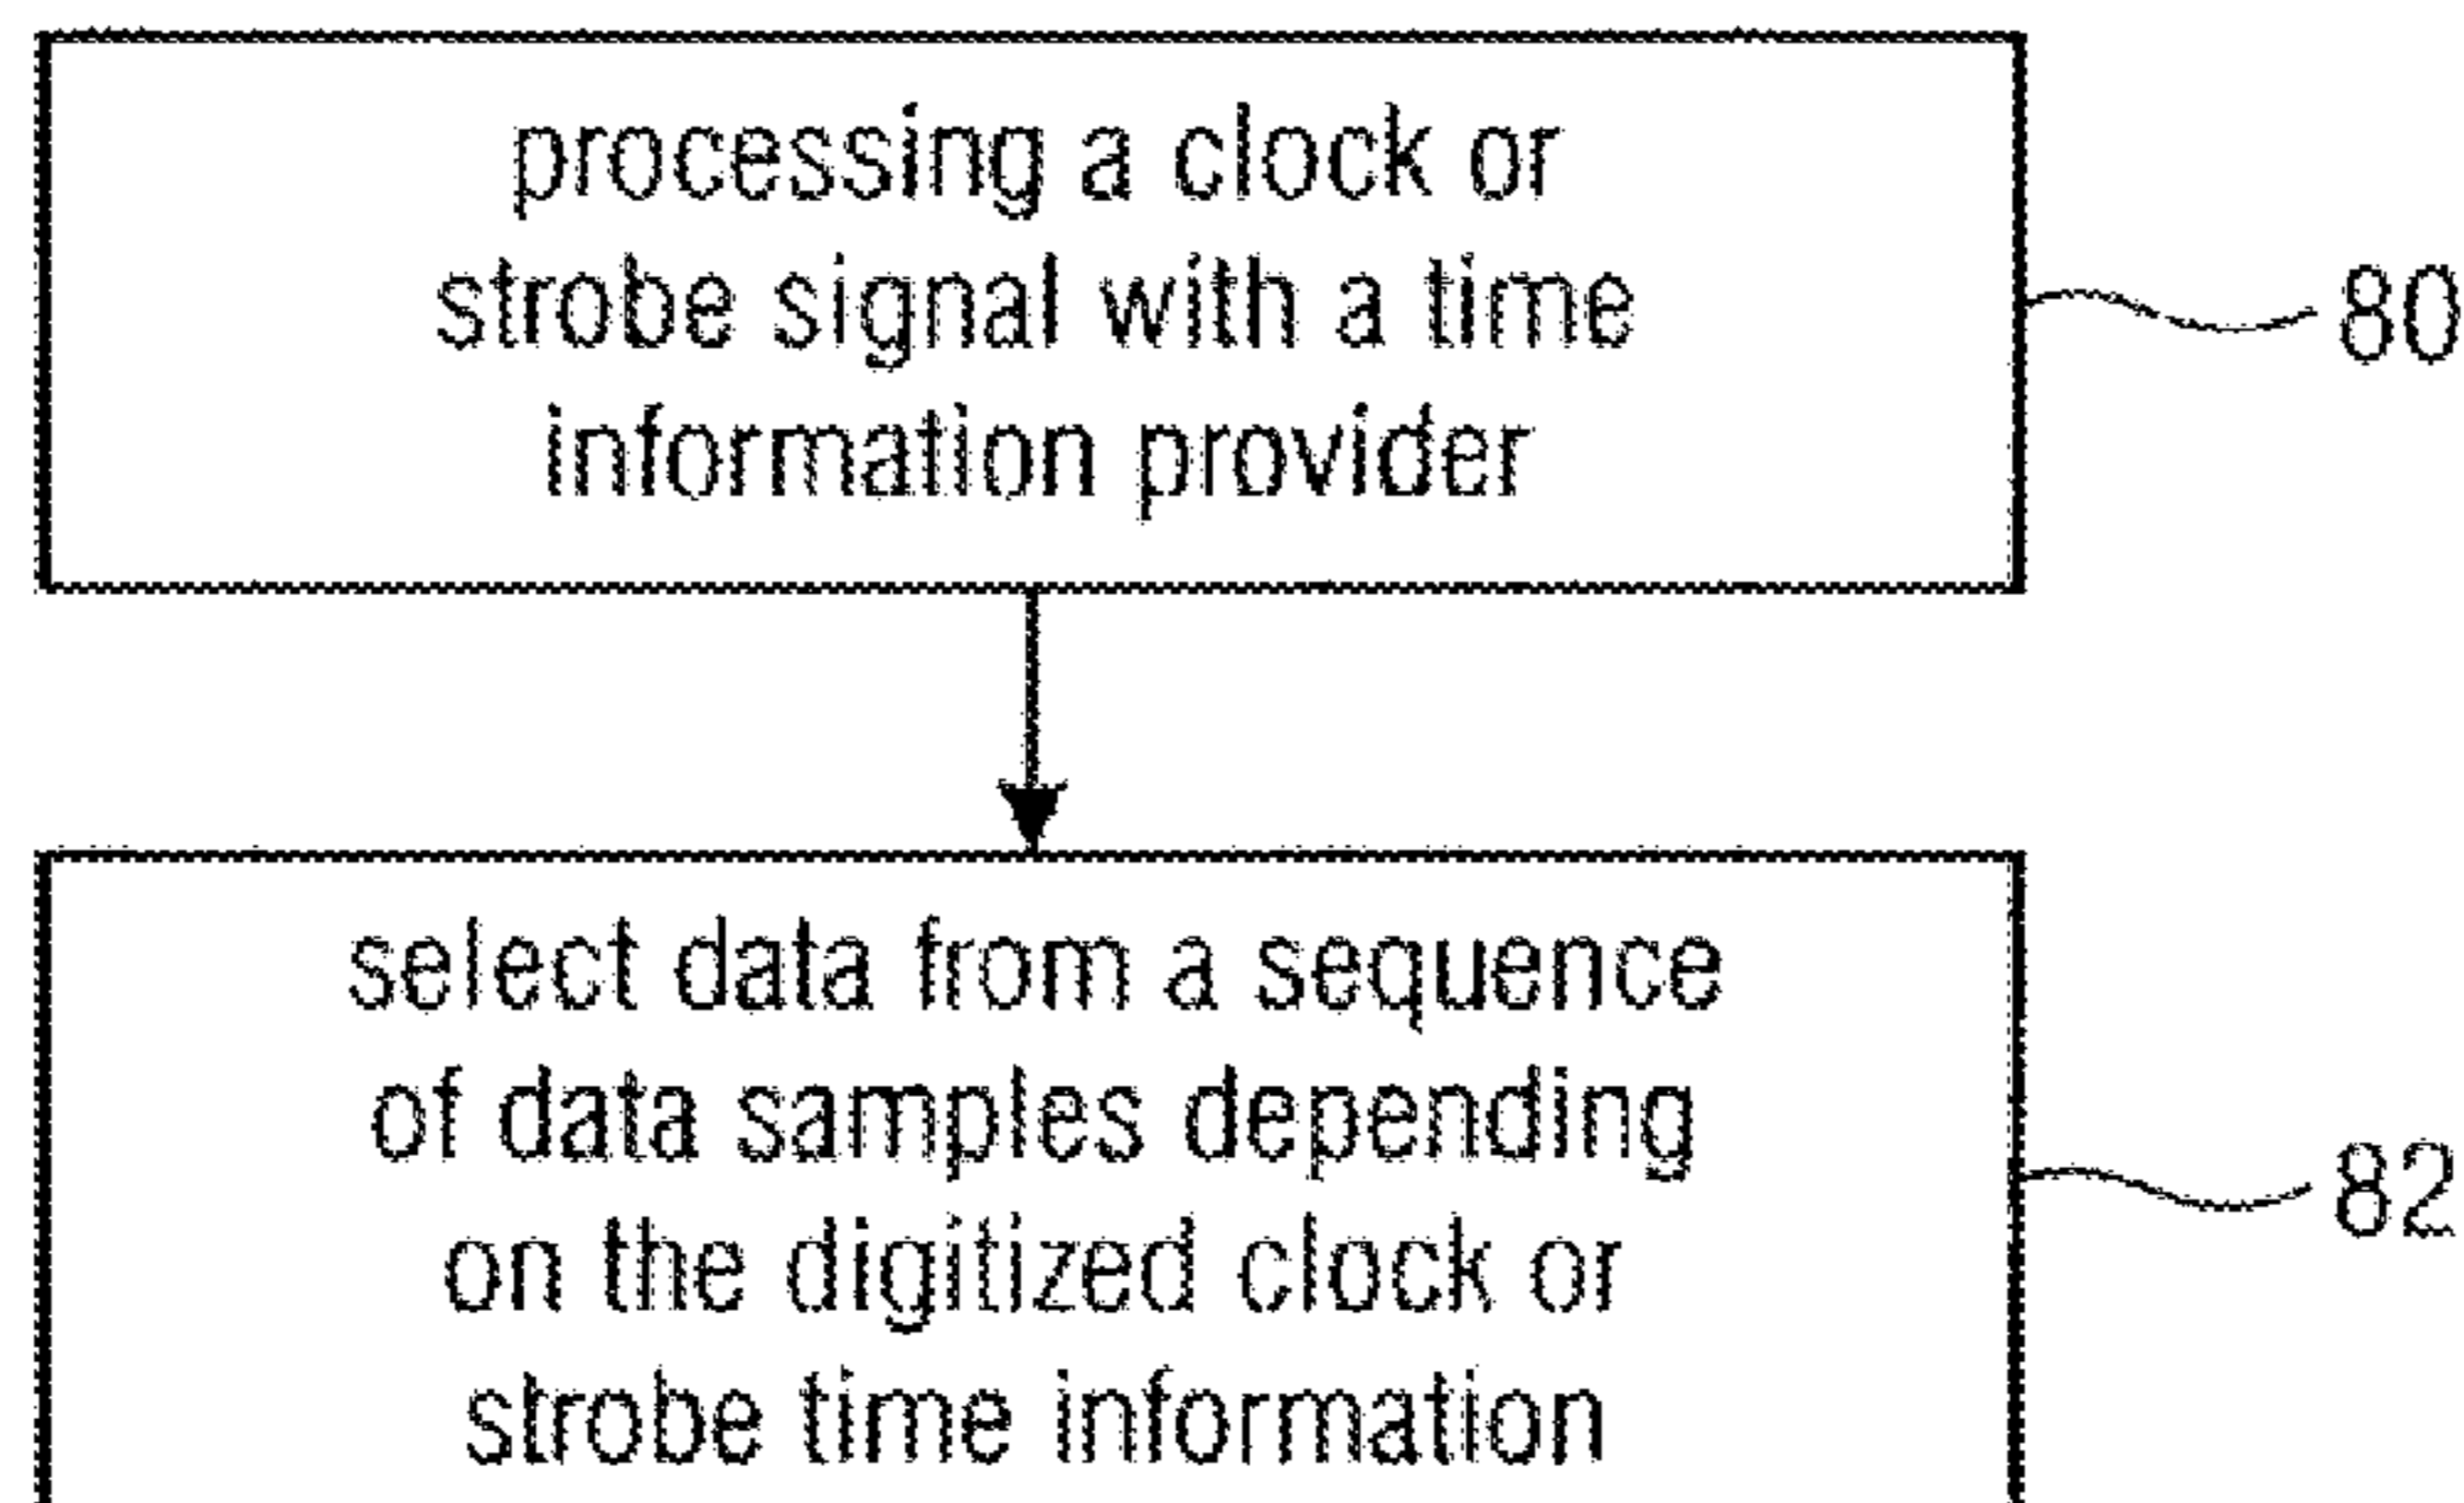 processing a clock or
strobe signal with a time
information provider
80
select data from a sequence
of data samples depending
on the digitized clock or
strobe time information
82